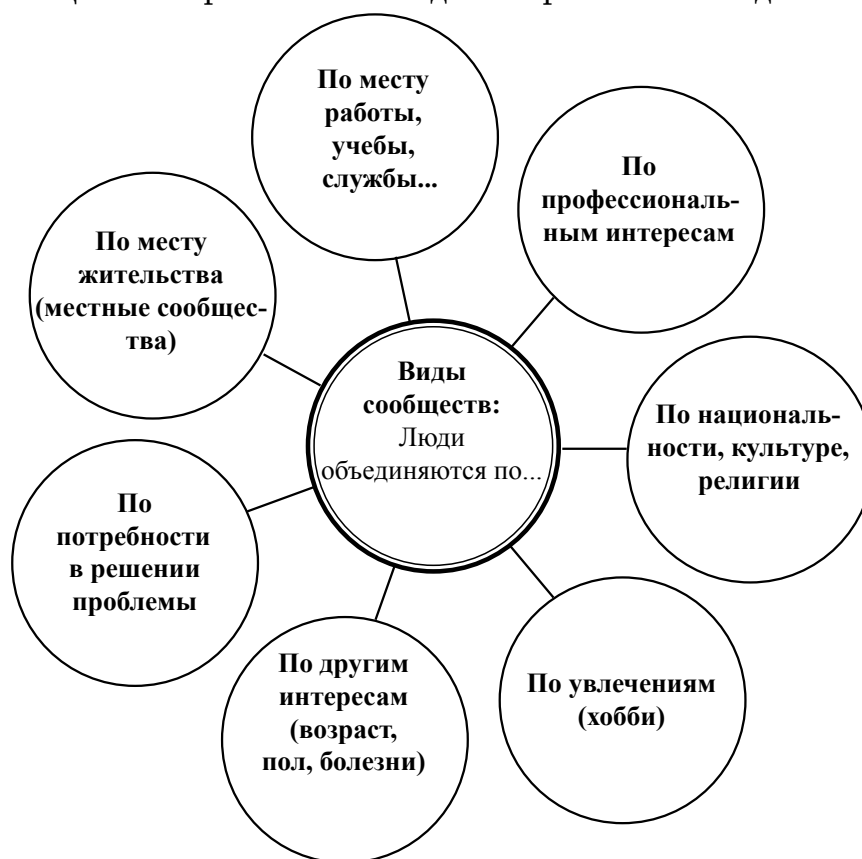 По месту
работы,
учебы,
службы...
По
профессиональ-
ным интересам
По месту
жительства
(местные сообщес-
тва)
Виды
сообществ:
Люди
объединяются по...
По националь-
ности, культуре,
религии
По
потребности
в решении
проблемы
По другим
интересам
(возраст,
пол, болезни)
По увлечениям
(хобби)